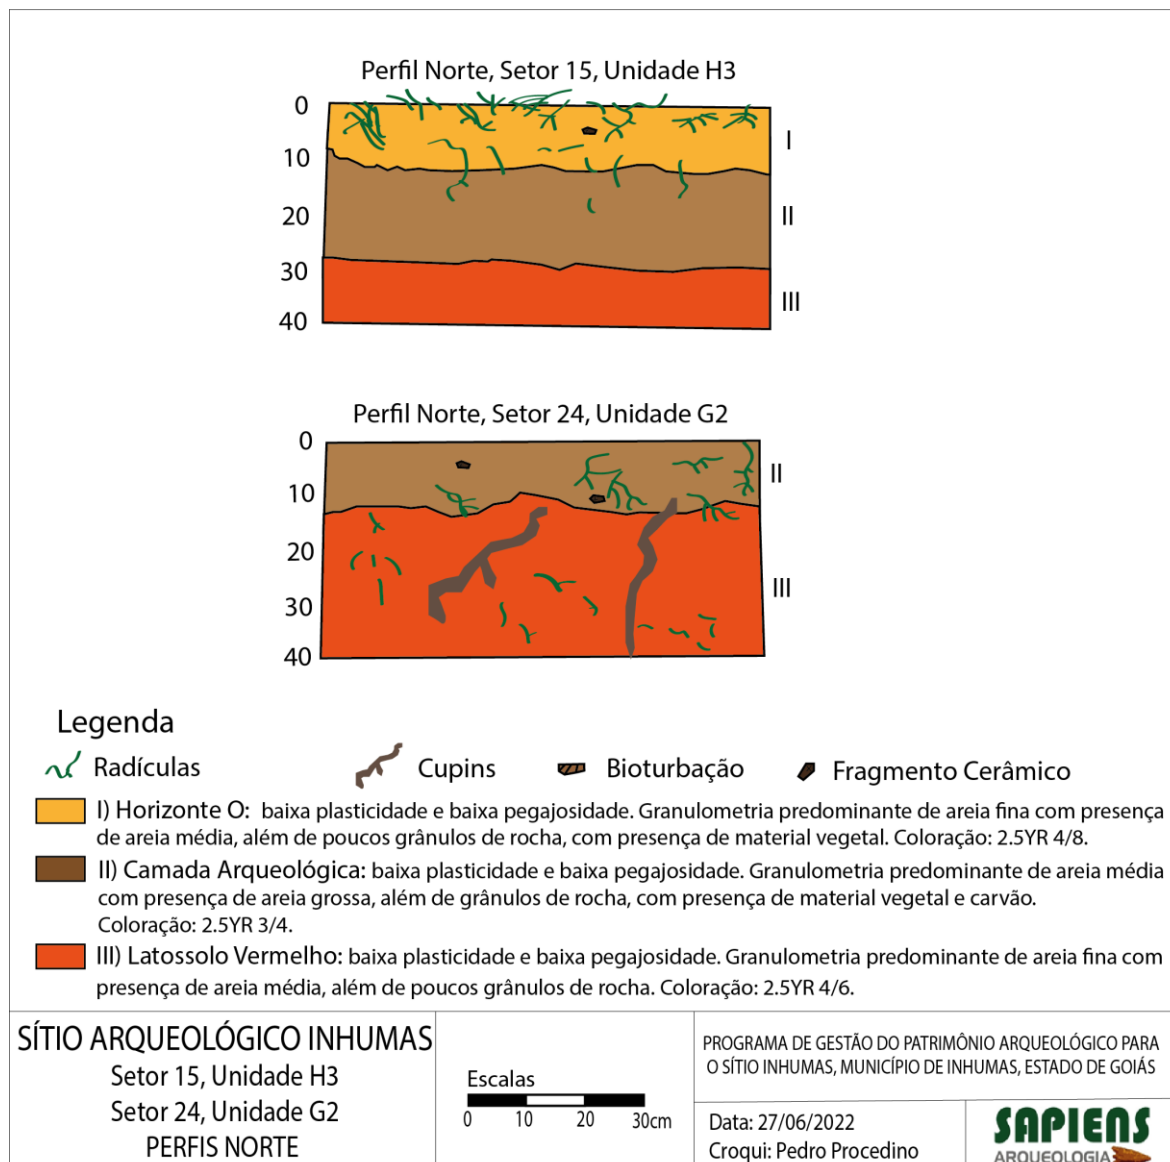 Perfil Norte, Setor 15, Unidade H3
0
10
20
30
40
I
II
III
Perfil Norte, Setor 24, Unidade G2
0
10
20
30
40
II
III
Legenda
Radículas
Cupins
Bioturbação
Fragmento Cerâmico
I) Horizonte O: baixa plasticidade e baixa pegajosidade. Granulometria predominante de areia fina com presença
de areia média, além de poucos grânulos de rocha, com presença de material vegetal. Coloração: 2.5YR 4/8.
II) Camada Arqueológica: baixa plasticidade e baixa pegajosidade. Granulometria predominante de areia média
com presença de areia grossa, além de grânulos de rocha, com presença de material vegetal e carvão.
Coloração: 2.5YR 3/4.
III) Latossolo Vermelho: baixa plasticidade e baixa pegajosidade. Granulometria predominante de areia fina com
presença de areia média, além de poucos grânulos de rocha. Coloração: 2.5YR 4/6.
SÍTIO ARQUEOLÓGICO INHUMAS
Setor 15, Unidade H3
Setor 24, Unidade G2
PERFIS NORTE
Escalas
0 10 20 30cm
PROGRAMA DE GESTÃO DO PATRIMÔNIO ARQUEOLÓGICO PARA
O SÍTIO INHUMAS, MUNICÍPIO DE INHUMAS, ESTADO DE GOIÁS
Data: 27/06/2022
Croqui: Pedro Procedino
SAPIENS
ARQUEOLOGIA